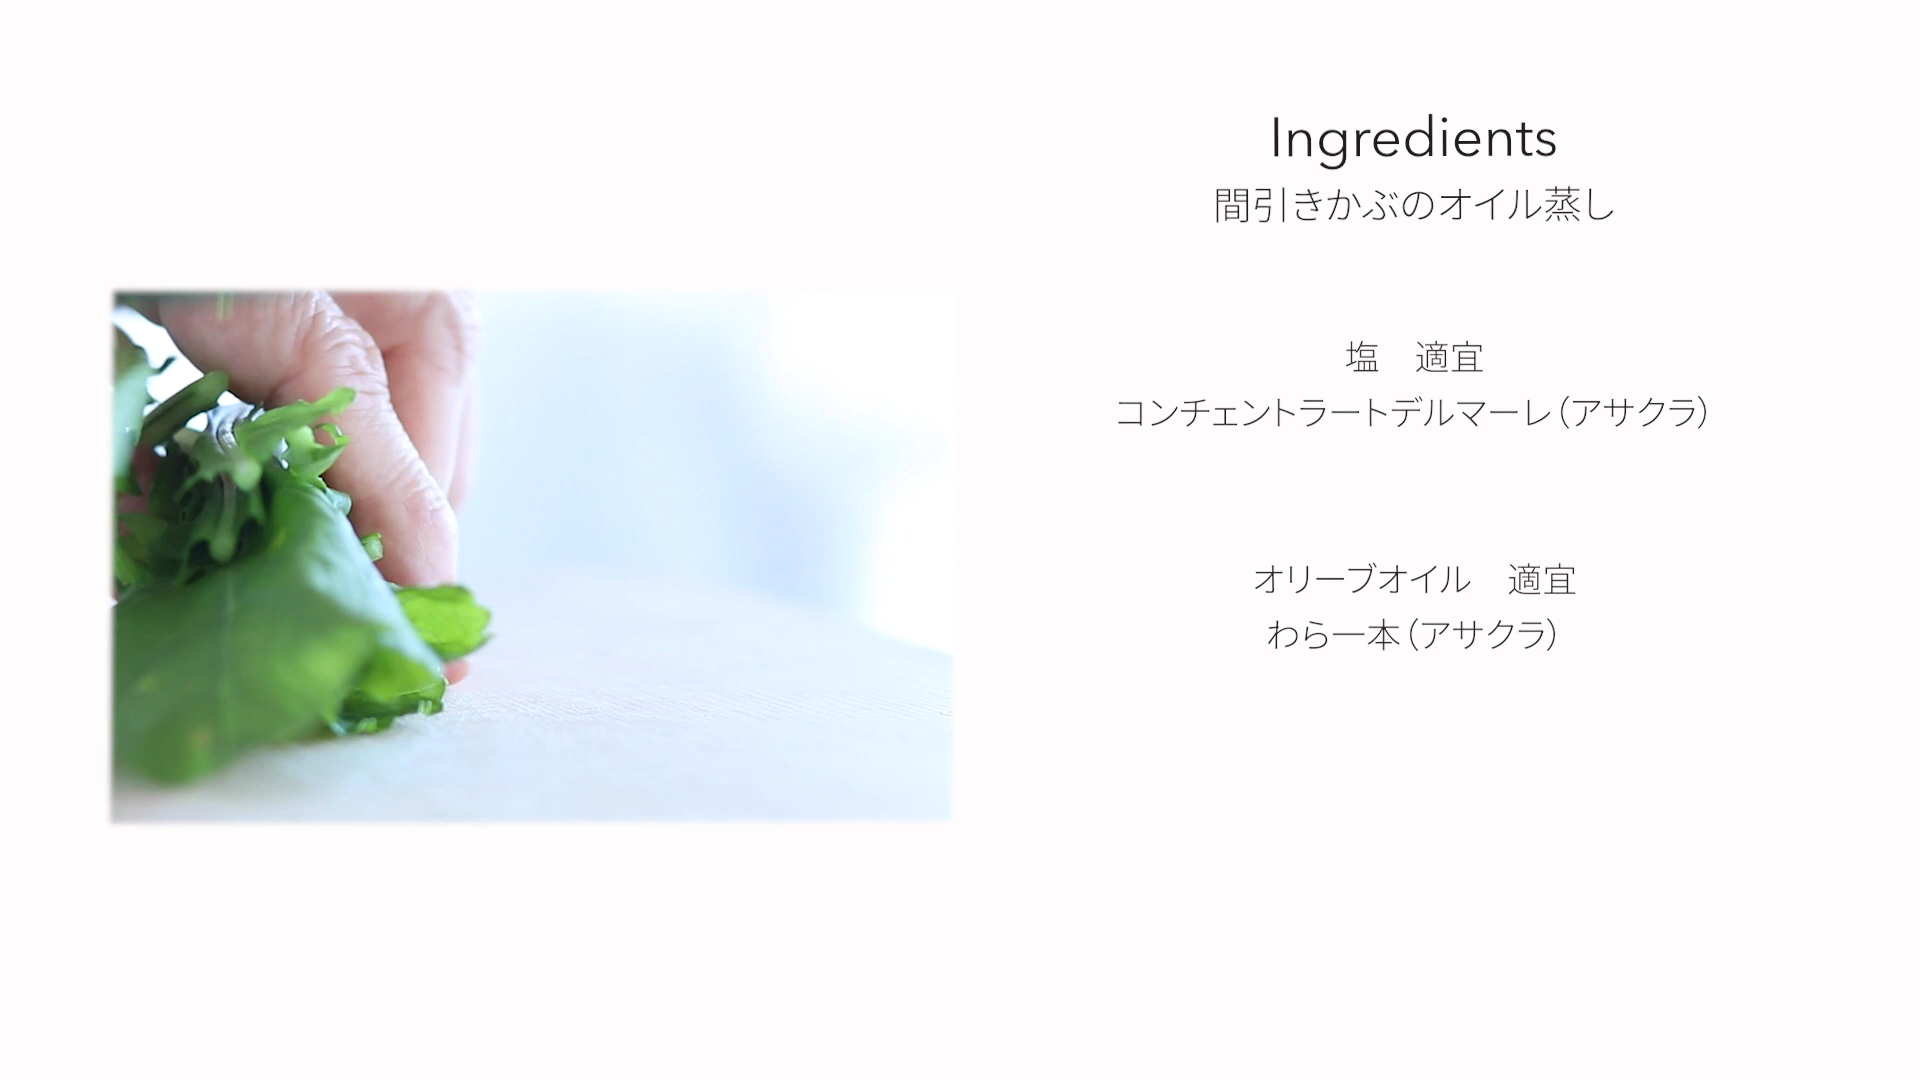 Ingredients
間引きかぶのオイル蒸し
塩　適宜
コンチェントラートデルマーレ（アサクラ）
オリーブオイル　適宜
わら一本（アサクラ）